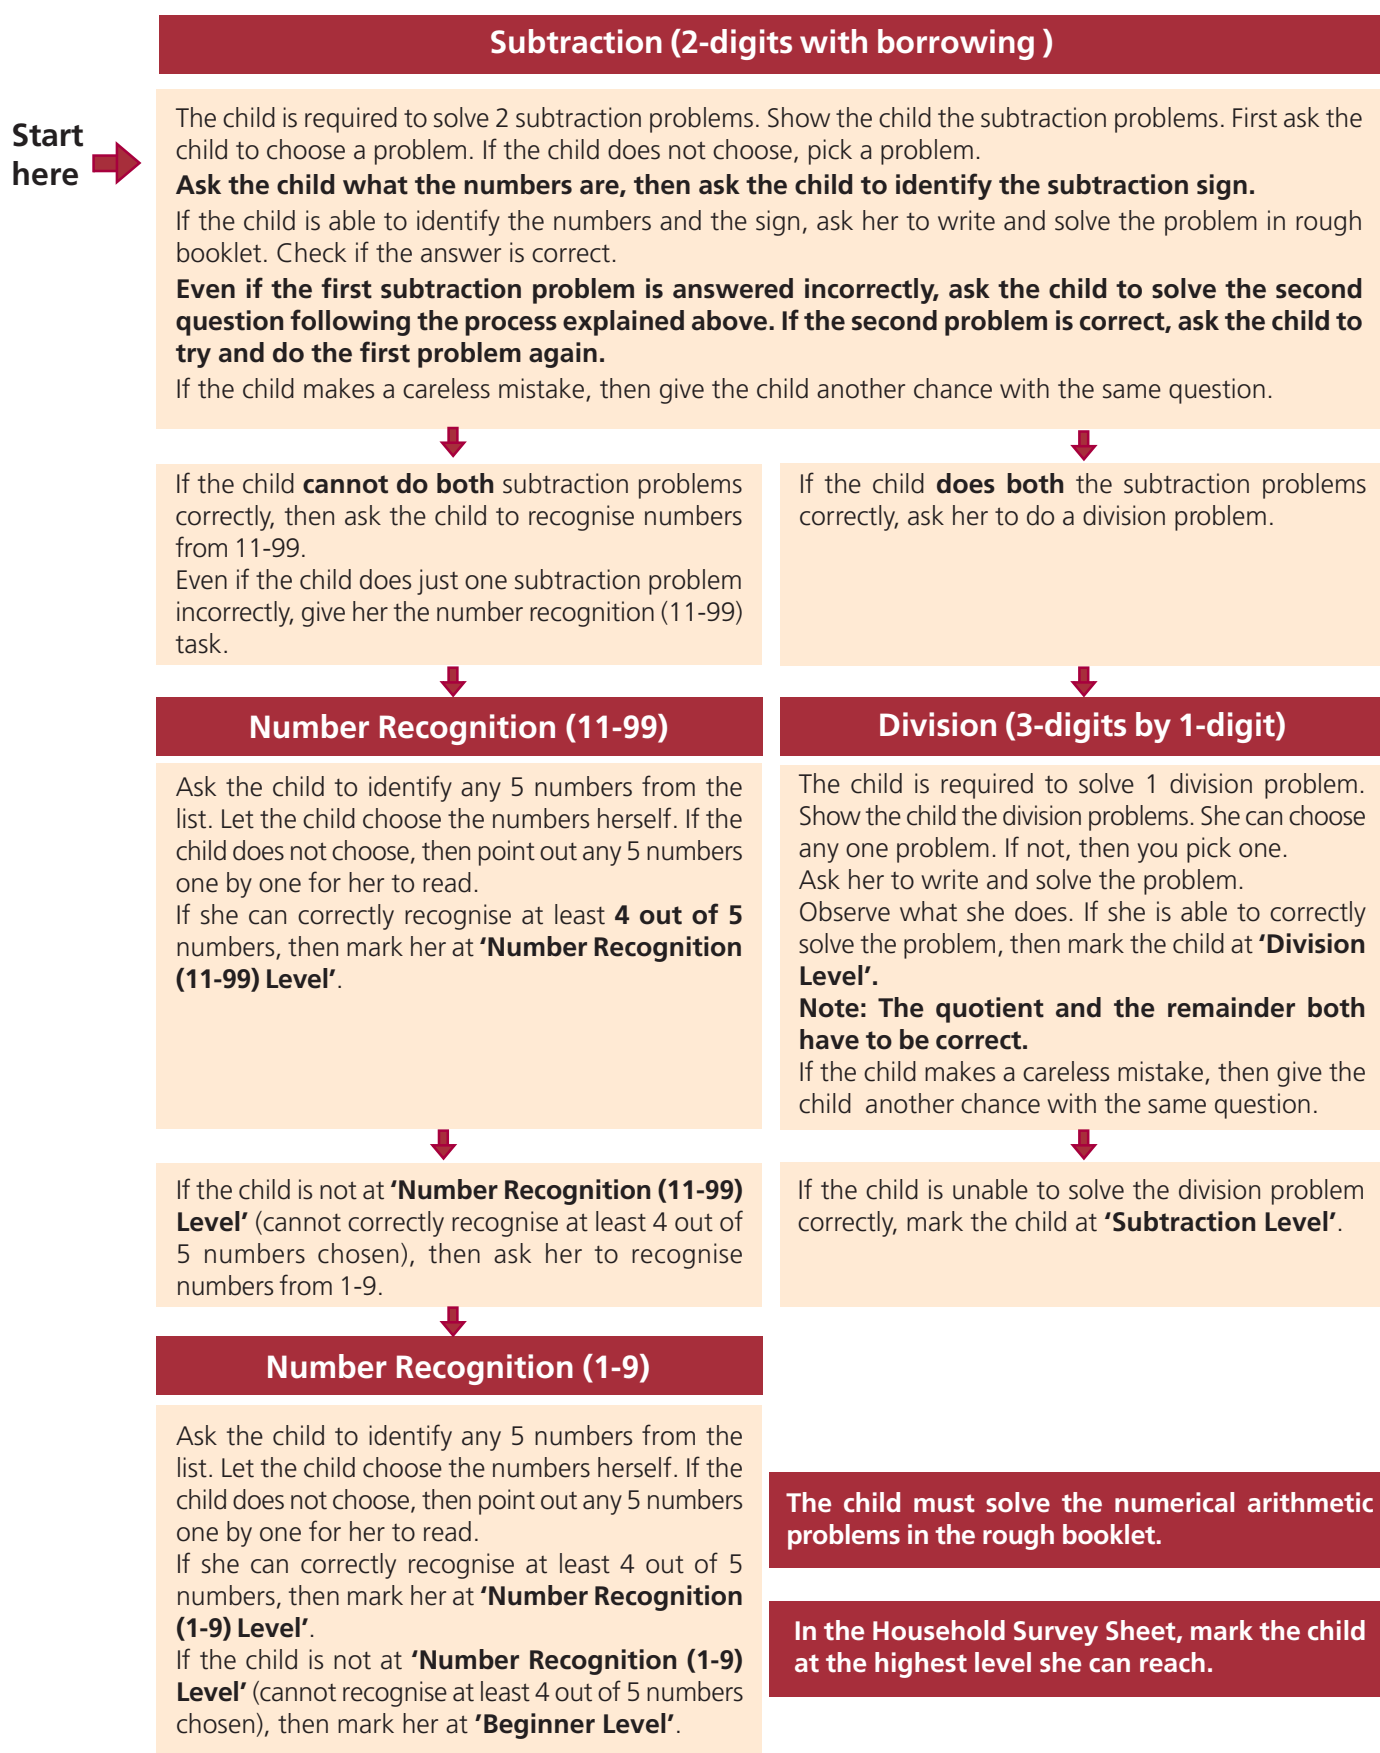 Subtraction (2-digits with borrowing )
Start
here
The child is required to solve 2 subtraction problems. Show the child the subtraction problems. First ask the
child to choose a problem. If the child does not choose, pick a problem.
Ask the child what the numbers are, then ask the child to identify the subtraction sign.
If the child is able to identify the numbers and the sign, ask her to write and solve the problem in rough
booklet. Check if the answer is correct.
Even if the first subtraction problem is answered incorrectly, ask the child to solve the second
question following the process explained above. If the second problem is correct, ask the child to
try and do the first problem again.
If the child makes a careless mistake, then give the child another chance with the same question.
If the child cannot do both subtraction problems
correctly, then ask the child to recognise numbers
from 11-99.
Even if the child does just one subtraction problem
incorrectly, give her the number recognition (11-99)
task.
If the child does both the subtraction problems
correctly, ask her to do a division problem.
Number Recognition (11-99)
Ask the child to identify any 5 numbers from the
list. Let the child choose the numbers herself. If the
child does not choose, then point out any 5 numbers
one by one for her to read.
If she can correctly recognise at least 4 out of 5
numbers, then mark her at 'Number Recognition
(11-99) Level'.
Division (3-digits by 1-digit)
The child is required to solve 1 division problem.
Show the child the division problems. She can choose
any one problem. If not, then you pick one.
Ask her to write and solve the problem.
Observe what she does. If she is able to correctly
solve the problem, then mark the child at 'Division
Level'.
Note: The quotient and the remainder both
have to be correct.
If the child makes a careless mistake, then give the
child another chance with the same question.
If the child is not at 'Number Recognition (11-99)
Level' (cannot correctly recognise at least 4 out of
5 numbers chosen), then ask her to recognise
numbers from 1-9.
If the child is unable to solve the division problem
correctly, mark the child at 'Subtraction Level'.
Number Recognition (1-9)
Ask the child to identify any 5 numbers from the
list. Let the child choose the numbers herself. If the
child does not choose, then point out any 5 numbers
one by one for her to read.
If she can correctly recognise at least 4 out of 5
numbers, then mark her at 'Number Recognition
(1-9) Level'.
If the child is not at 'Number Recognition (1-9)
Level' (cannot recognise at least 4 out of 5 numbers
chosen), then mark her at 'Beginner Level'.
The child must solve the numerical arithmetic
problems in the rough booklet.
In the Household Survey Sheet, mark the child
at the highest level she can reach.